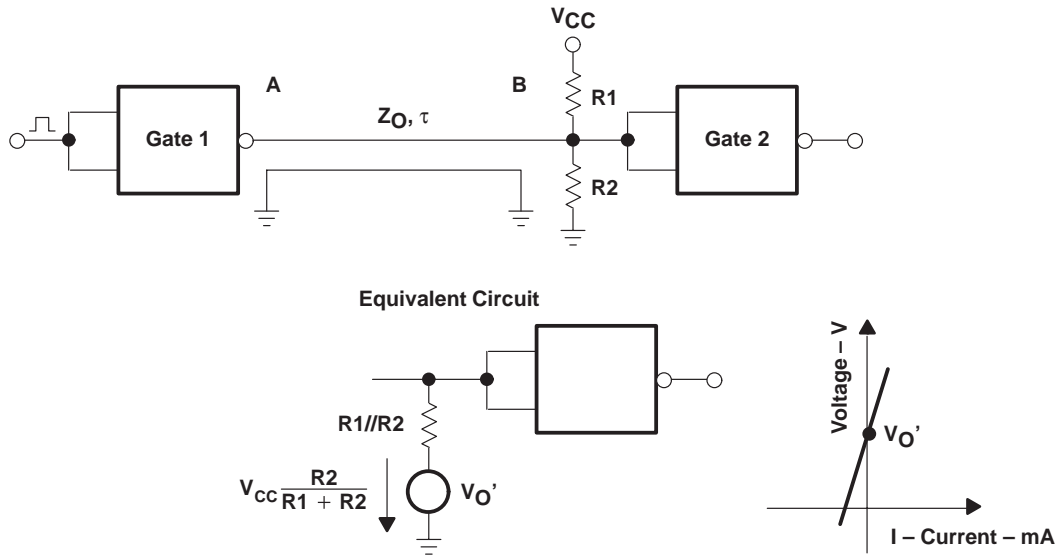 VCC
A
B
R1
Gate 1
ZO, τ
Gate 2
R2
Equivalent Circuit
Voltage – V
R1//R2
VO'
VCC R2 / R1 + R2
VO'
I – Current – mA